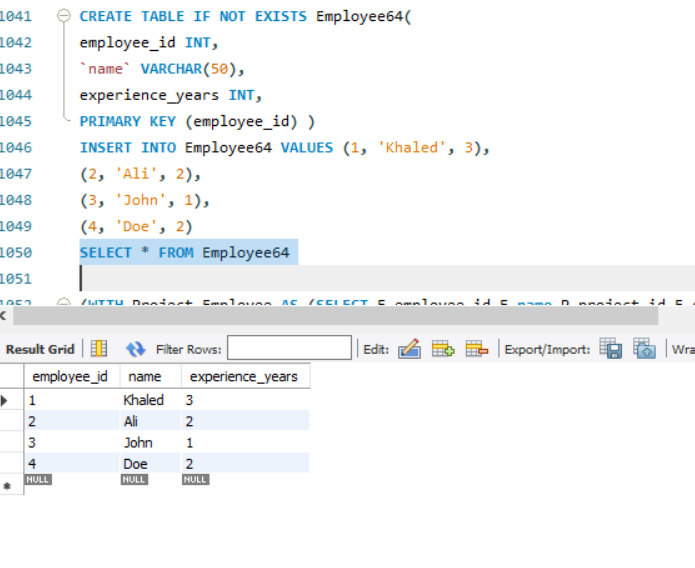 1041 CREATE TABLE IF NOT EXISTS Employee64(
1042 employee_id INT,
1043 `name` VARCHAR(50),
1044 experience_years INT,
1045 PRIMARY KEY (employee_id) )
1046 INSERT INTO Employee64 VALUES (1, 'Khaled', 3),
1047 (2, 'Ali', 2),
1048 (3, 'John', 1),
1049 (4, 'Doe', 2)
1050 SELECT * FROM Employee64
1051
1052 (WITH Project_Employee AS (SELECT E.employee_id,E.name,P.project_id,E.
Result Grid Filter Rows: Edit: Export/Import: Wra
employee_id name experience_years
1 Khaled 3
2 Ali 2
3 John 1
4 Doe 2
NULL NULL NULL